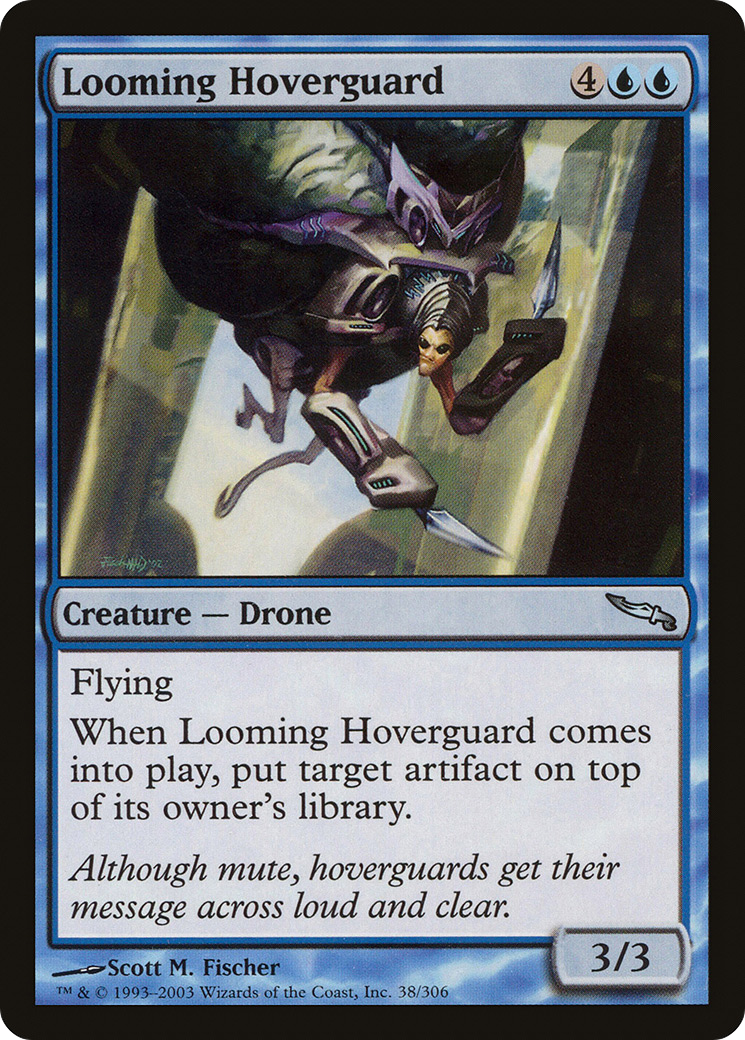 Looming Hoverguard 4
Creature — Drone
Flying
When Looming Hoverguard comes
into play, put target artifact on top
of its owner's library.
Although mute, hoverguards get their
message across loud and clear.
3/3
Scott M. Fischer
™ & © 1993–2003 Wizards of the Coast, Inc. 38/306